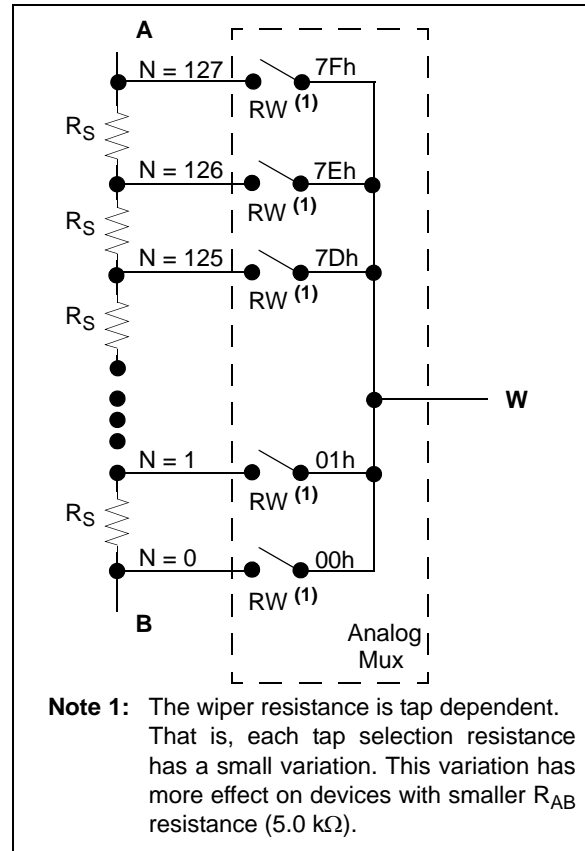 A
N = 127
7Fh
RW (1)
RS
N = 126
7Eh
RW (1)
RS
N = 125
7Dh
RW (1)
RS
W
N = 1
01h
RW (1)
RS
N = 0
00h
RW (1)
B
Analog
Mux
Note 1: The wiper resistance is tap dependent.
That is, each tap selection resistance
has a small variation. This variation has
more effect on devices with smaller RAB
resistance (5.0 kΩ).